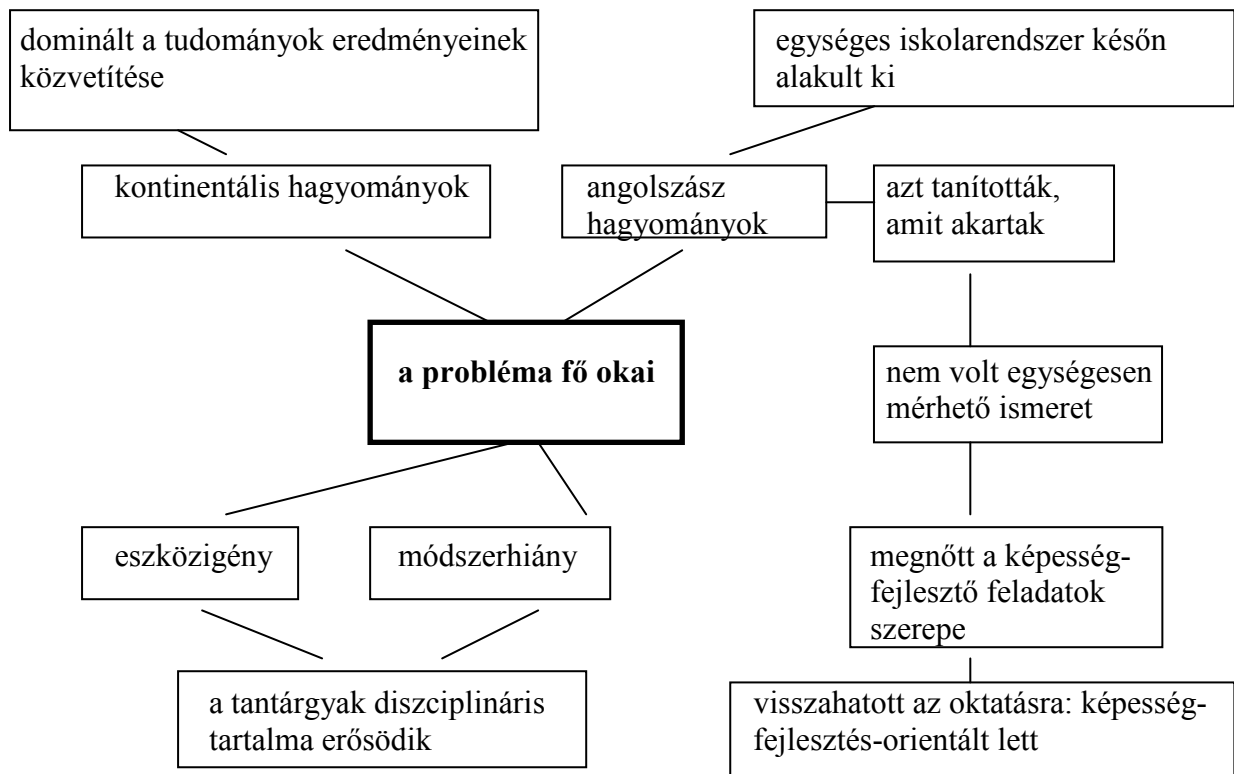 dominált a tudományok eredményeinek
közvetítése
egységes iskolarendszer későn
alakult ki
kontinentális hagyományok
angolszász
hagyományok
azt tanították,
amit akartak
a probléma fő okai
nem volt egységesen
mérhető ismeret
eszközigény
módszerhiány
megnőtt a képesség-
fejlesztő feladatok
szerepe
a tantárgyak diszciplináris
tartalma erősödik
visszahatott az oktatásra: képesség-
fejlesztés-orientált lett